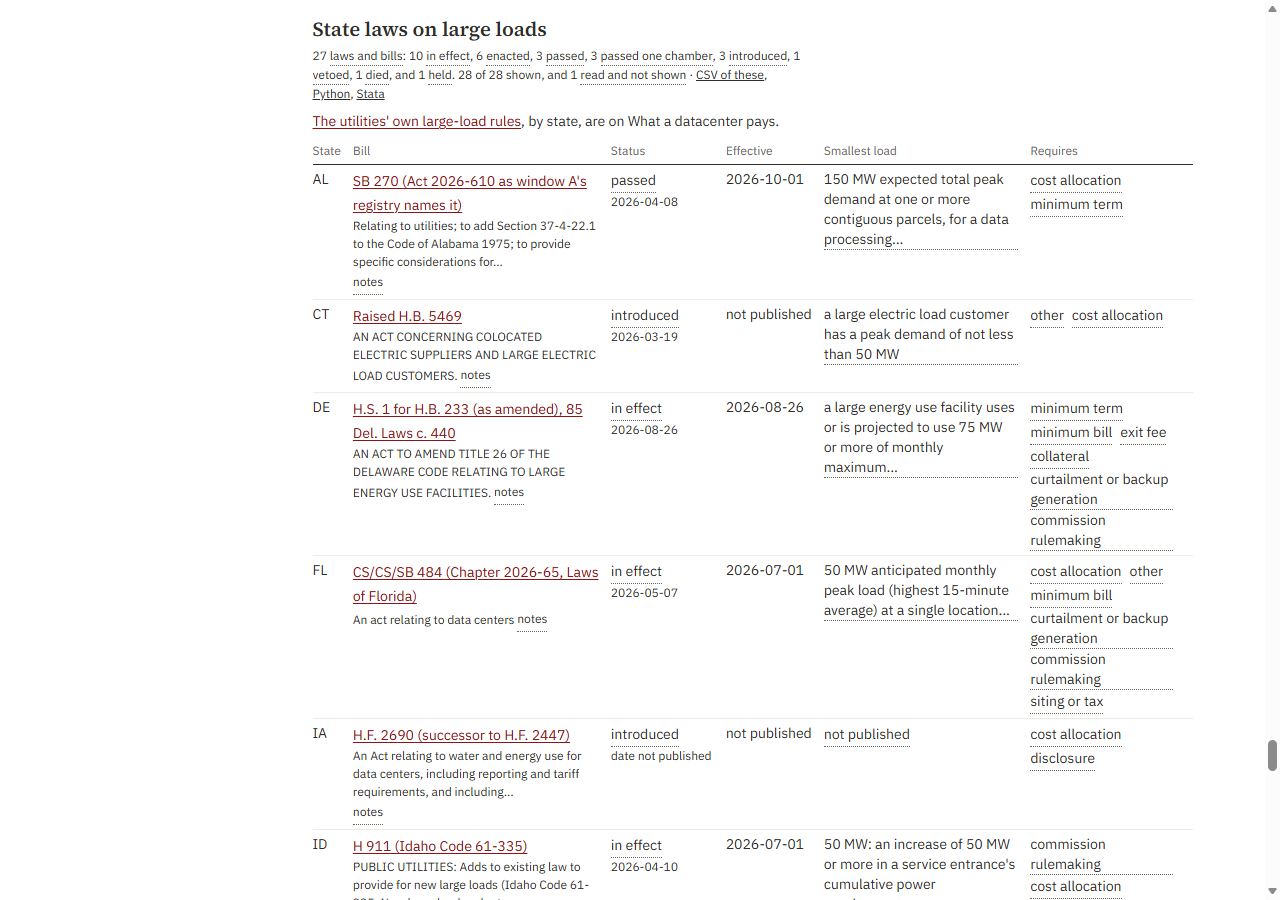 State laws on large loads
27 laws and bills: 10 in effect, 6 enacted, 3 passed, 3 passed one chamber, 3 introduced, 1
vetoed, 1 died, and 1 held. 28 of 28 shown, and 1 read and not shown · CSV of these,
Python, Stata
The utilities' own large-load rules, by state, are on What a datacenter pays.
State Bill Status Effective Smallest load Requires
AL SB 270 (Act 2026-610 as window A's passed 2026-10-01 150 MW expected total peak cost allocation
registry names it) 2026-04-08 demand at one or more minimum term
Relating to utilities; to add Section 37-4-22.1 contiguous parcels, for a data
to the Code of Alabama 1975; to provide processing...
specific considerations for...
notes
CT Raised H.B. 5469 introduced not published a large electric load customer other cost allocation
AN ACT CONCERNING COLOCATED 2026-03-19 has a peak demand of not less
ELECTRIC SUPPLIERS AND LARGE ELECTRIC than 50 MW
LOAD CUSTOMERS. notes
DE H.S. 1 for H.B. 233 (as amended), 85 in effect 2026-08-26 a large energy use facility uses minimum term
Del. Laws c. 440 2026-08-26 or is projected to use 75 MW minimum bill exit fee
AN ACT TO AMEND TITLE 26 OF THE or more of monthly collateral
DELAWARE CODE RELATING TO LARGE maximum... curtailment or backup
ENERGY USE FACILITIES. notes generation
commission
rulemaking
FL CS/CS/SB 484 (Chapter 2026-65, Laws in effect 2026-07-01 50 MW anticipated monthly cost allocation other
of Florida) 2026-05-07 peak load (highest 15-minute minimum bill
An act relating to data centers notes average) at a single location... curtailment or backup
generation
commission
rulemaking
siting or tax
IA H.F. 2690 (successor to H.F. 2447) introduced not published not published cost allocation
An Act relating to water and energy use for date not published disclosure
data centers, including reporting and tariff
requirements, and including...
notes
ID H 911 (Idaho Code 61-335) in effect 2026-07-01 50 MW: an increase of 50 MW commission
PUBLIC UTILITIES: Adds to existing law to 2026-04-10 or more in a service entrance's rulemaking
provide for new large loads (Idaho Code 61- cumulative power cost allocation